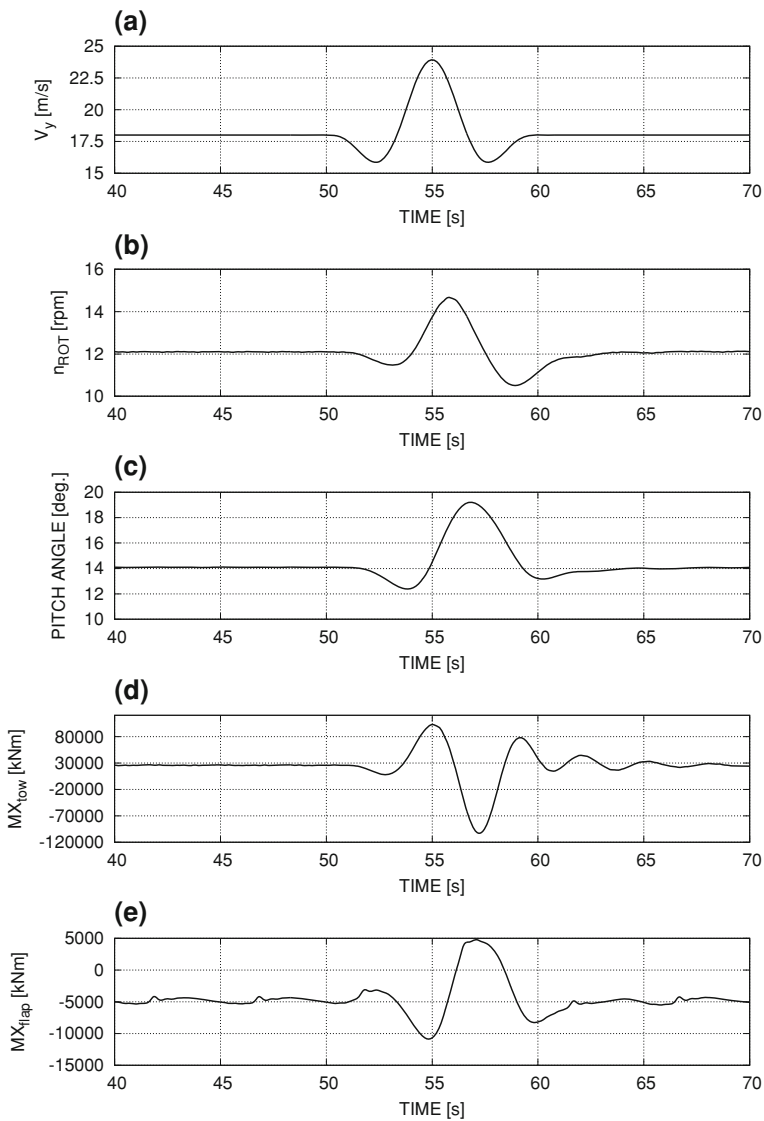 (a)
25
22.5
20
17.5
15
V_y [m/s]
40 45 50 55 60 65 70
TIME [s]
(b)
16
14
12
10
n_ROT [rpm]
40 45 50 55 60 65 70
TIME [s]
(c)
20
18
16
14
12
10
PITCH ANGLE [deg.]
40 45 50 55 60 65 70
TIME [s]
(d)
80000
30000
-20000
-70000
-120000
MX_tow [kNm]
40 45 50 55 60 65 70
TIME [s]
(e)
5000
0
-5000
-10000
-15000
MX_flap [kNm]
40 45 50 55 60 65 70
TIME [s]